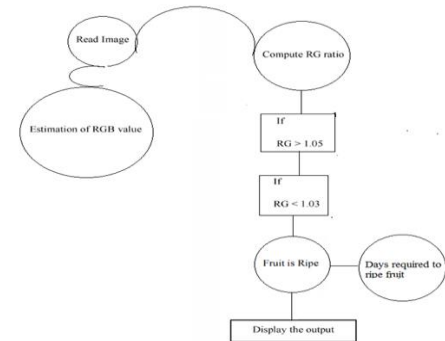 Read Image
Compute RG ratio
Estimation of RGB value
If
RG > 1.05
If
RG < 1.03
Fruit is Ripe
Days required to
ripe fruit
Display the output